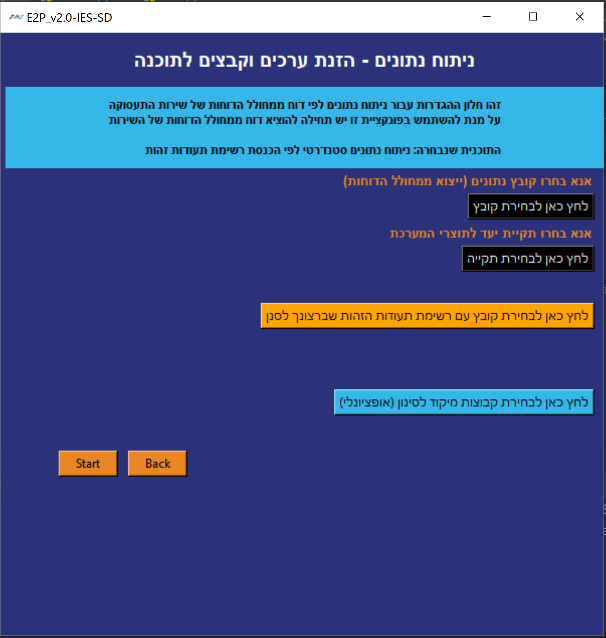 E2P_v2.0-IES-SD
ניתוח נתונים - הזנת ערכים וקבצים לתוכנה
זהו חלון ההגדרות עבור ניתוח נתונים לפי דוח ממחולל הדוחות של שירות התעסוקה
על מנת להשתמש בפונקציית זו יש תחילה להוציא דוח ממחולל הדוחות של השירות
התוכנית שנבחרה: ניתוח נתונים סטנדרטי לפי הכנסת רשימת תעודות זהות
אנא בחרו קובץ נתונים (ייצוא ממחולל הדוחות)
לחץ כאן לבחירת קובץ
אנא בחרו תקיית יעד לתוצרי המערכת
לחץ כאן לבחירת תקייה
לחץ כאן לבחירת קובץ עם רשימת תעודות הזהות שברצונך לסנן
לחץ כאן לבחירת קבוצות מיקוד לסינון (אופציונלי)
Start
Back